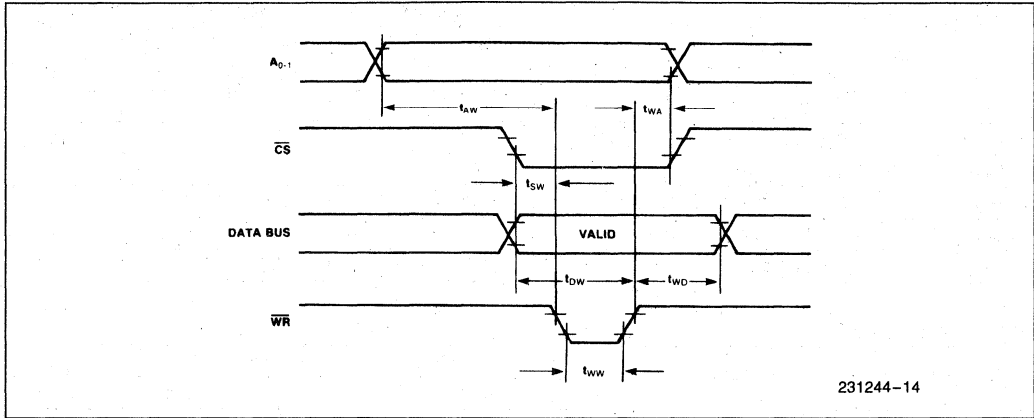 A₀₋₁
tAW
tWA
CS
tSW
DATA BUS
VALID
tDW
tWD
WR
tWW
231244-14